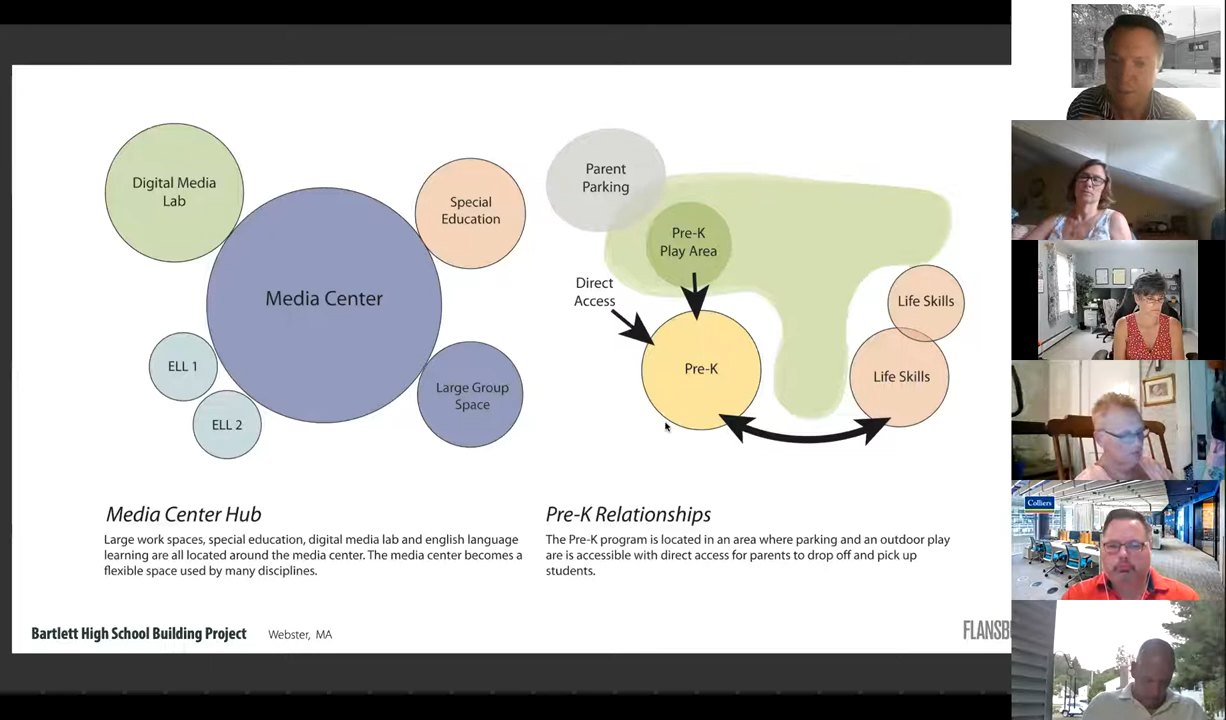 Digital Media
Lab
Special
Education
Media Center
ELL 1
ELL 2
Large Group
Space
Parent
Parking
Pre-K
Play Area
Direct
Access
Pre-K
Life Skills
Life Skills
Media Center Hub
Large work spaces, special education, digital media lab and english language
learning are all located around the media center. The media center becomes a
flexible space used by many disciplines.
Pre-K Relationships
The Pre-K program is located in an area where parking and an outdoor play
are is accessible with direct access for parents to drop off and pick up
students.
Bartlett High School Building Project Webster, MA
FLANSB
Colliers